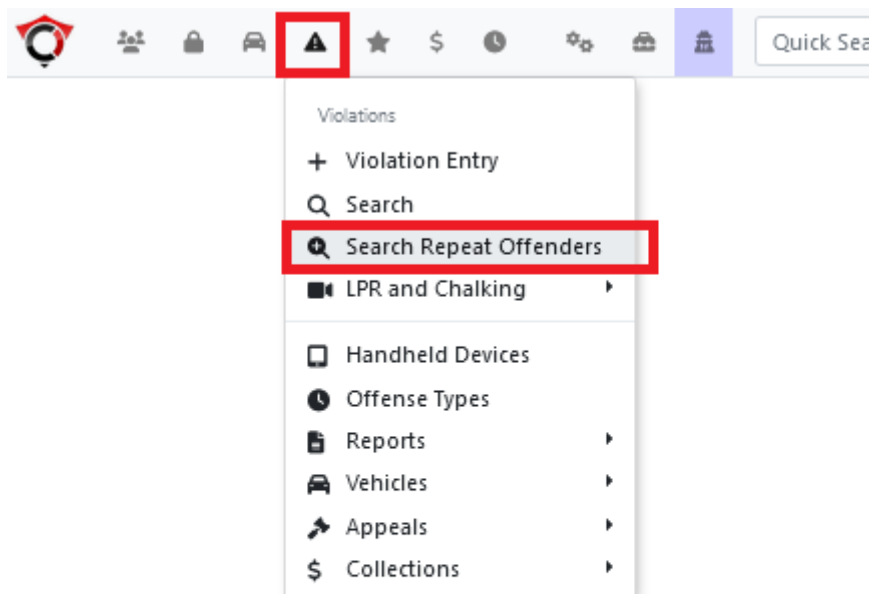 Quick Sea
Violations
Violation Entry
Search
Search Repeat Offenders
LPR and Chalking
Handheld Devices
Offense Types
Reports
Vehicles
Appeals
$ Collections